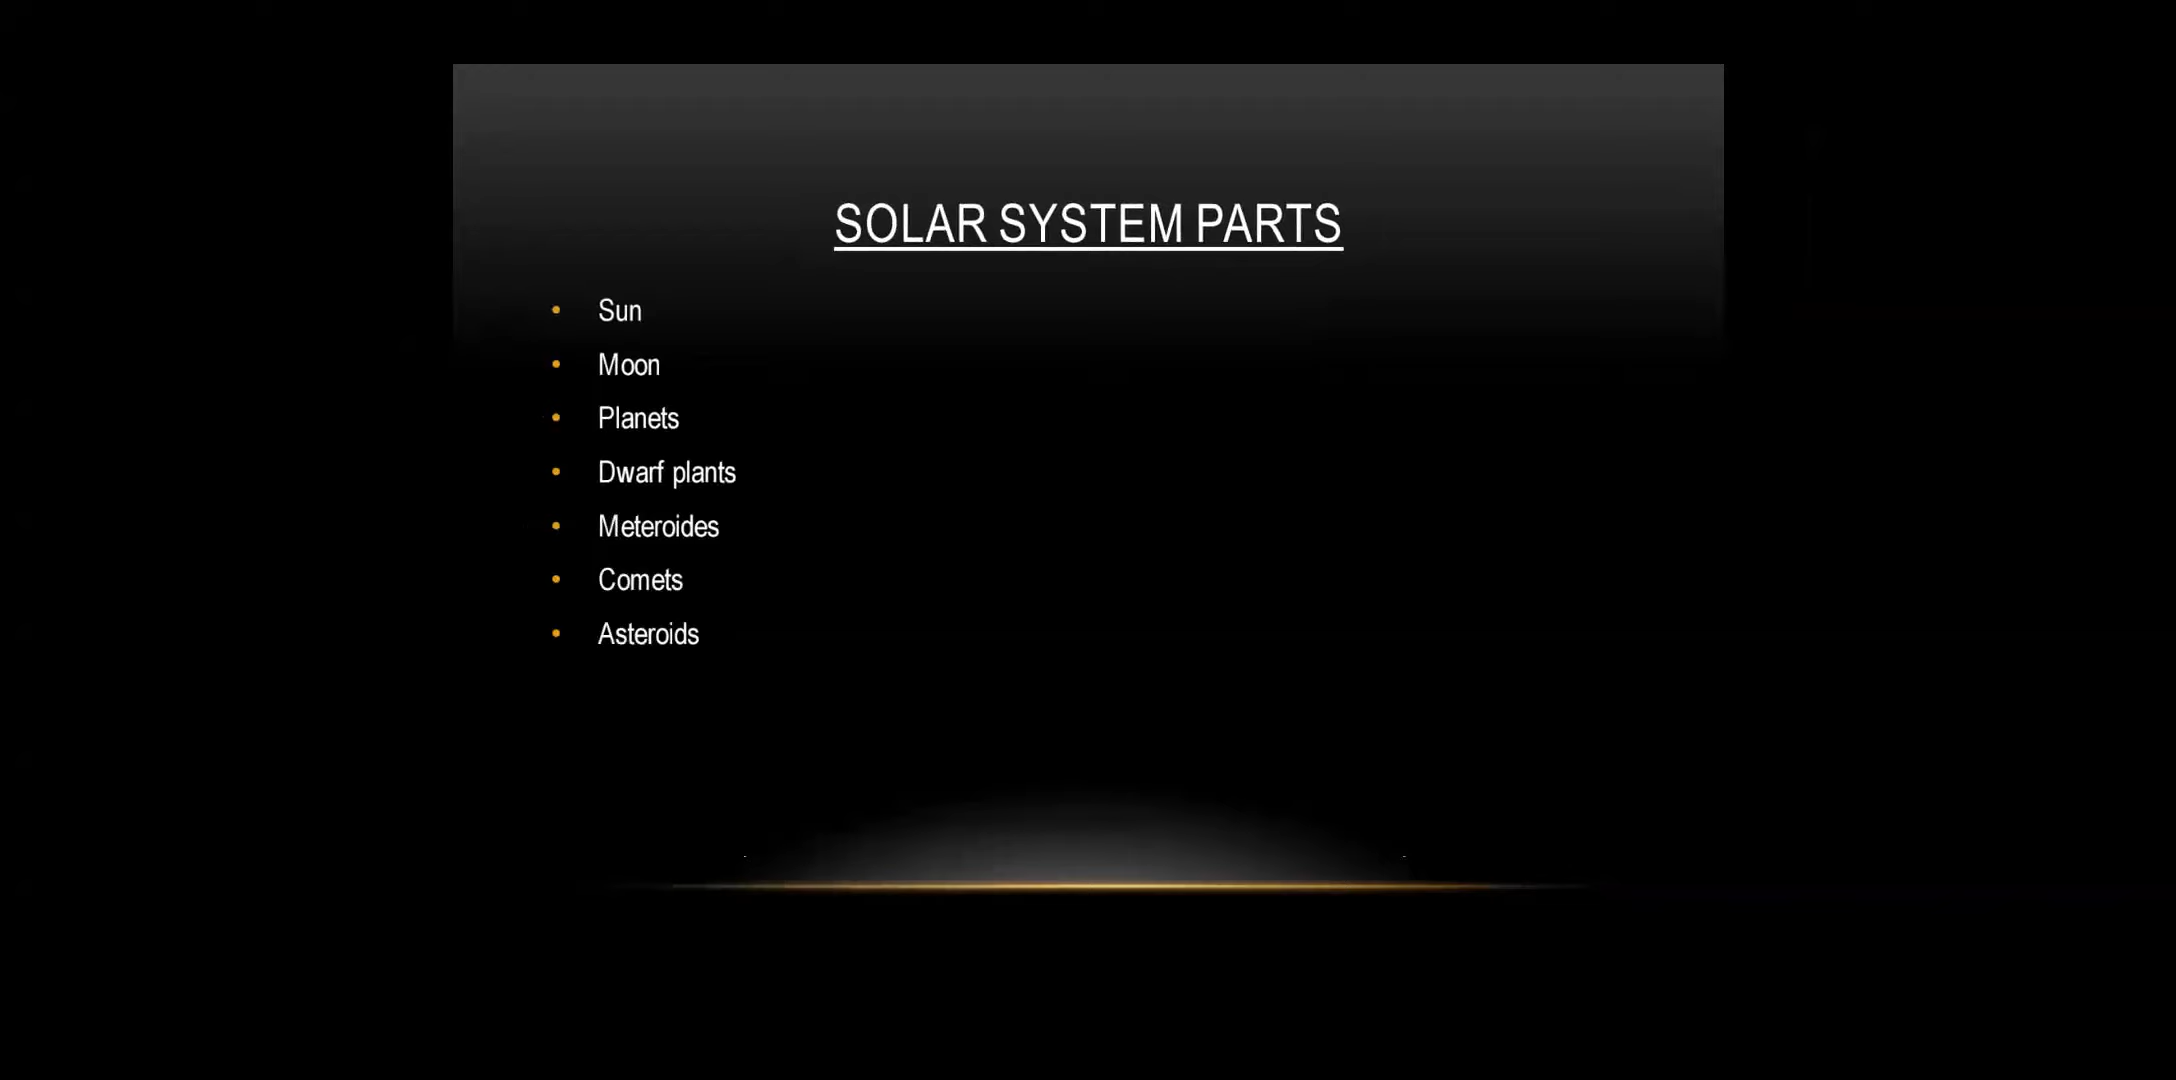 SOLAR SYSTEM PARTS
• Sun
• Moon
• Planets
• Dwarf plants
• Meteroides
• Comets
• Asteroids